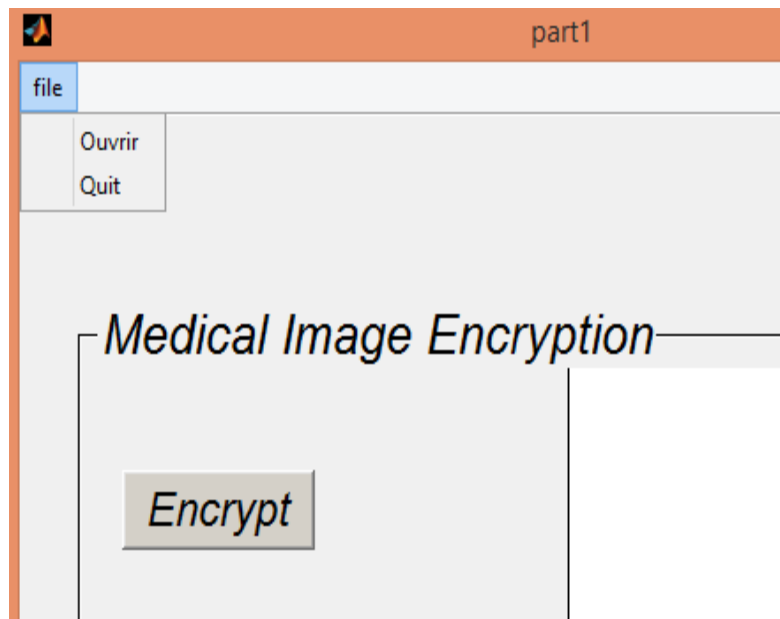 part1
file
Ouvrir
Quit
Medical Image Encryption
Encrypt